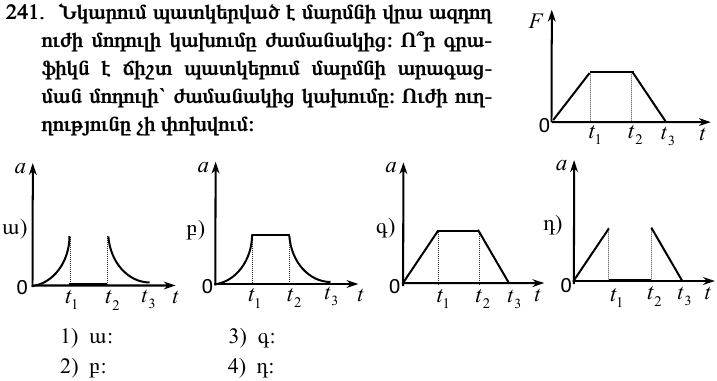 241. Նկարում պատկերված է մարմնի վրա ազդող
ուժի մոդուլի կախումը ժամանակից: Ո՞ր գրա-
ֆիկն է ճիշտ պատկերում մարմնի արագաց-
ման մոդուլի՝ ժամանակից կախումը: Ուժի ուղ-
ղությունը չի փոխվում:
F
0 t1 t2 t3 t
ա) a
0 t1 t2 t3 t
բ) a
0 t1 t2 t3 t
գ) a
0 t1 t2 t3 t
դ) a
0 t1 t2 t3 t
1) ա: 3) գ:
2) բ: 4) դ: